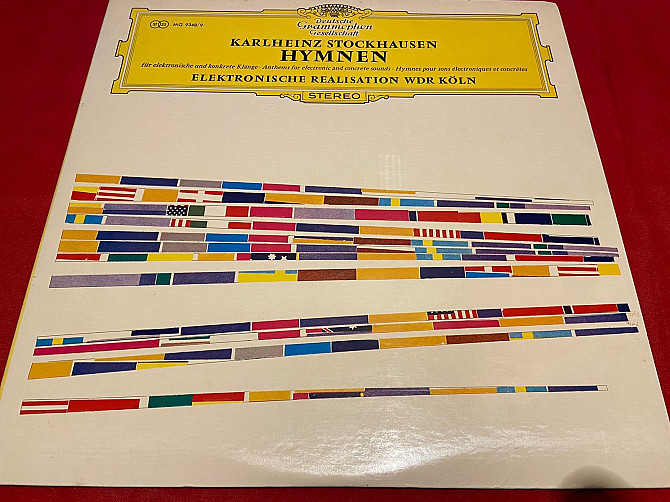 Deutsche
Grammophon
Gesellschaft
MG 9348/9
KARLHEINZ STOCKHAUSEN
HYMNEN
für elektronische und konkrete Klänge · Anthems for electronic and concrete sounds · Hymnes pour sons électroniques et concrètes
ELEKTRONISCHE REALISATION WDR KÖLN
STEREO